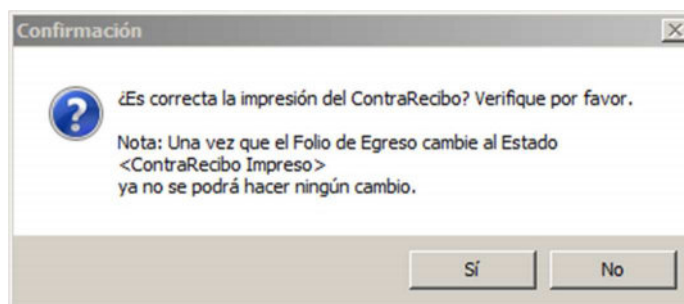 Confirmación
¿Es correcta la impresión del ContraRecibo? Verifique por favor.
Nota: Una vez que el Folio de Egreso cambie al Estado
<ContraRecibo Impreso>
ya no se podrá hacer ningún cambio.
Sí
No